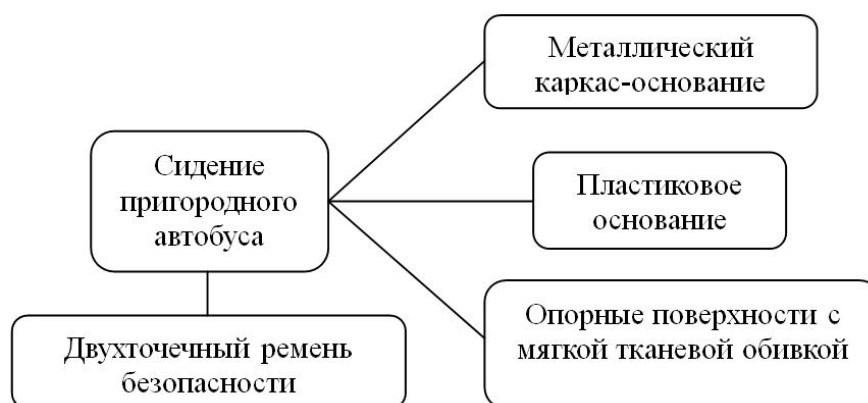 Металлический
каркас-основание
Сидение
пригородного
автобуса
Пластиковое
основание
Опорные поверхности с
мягкой тканевой обивкой
Двухточечный ремень
безопасности